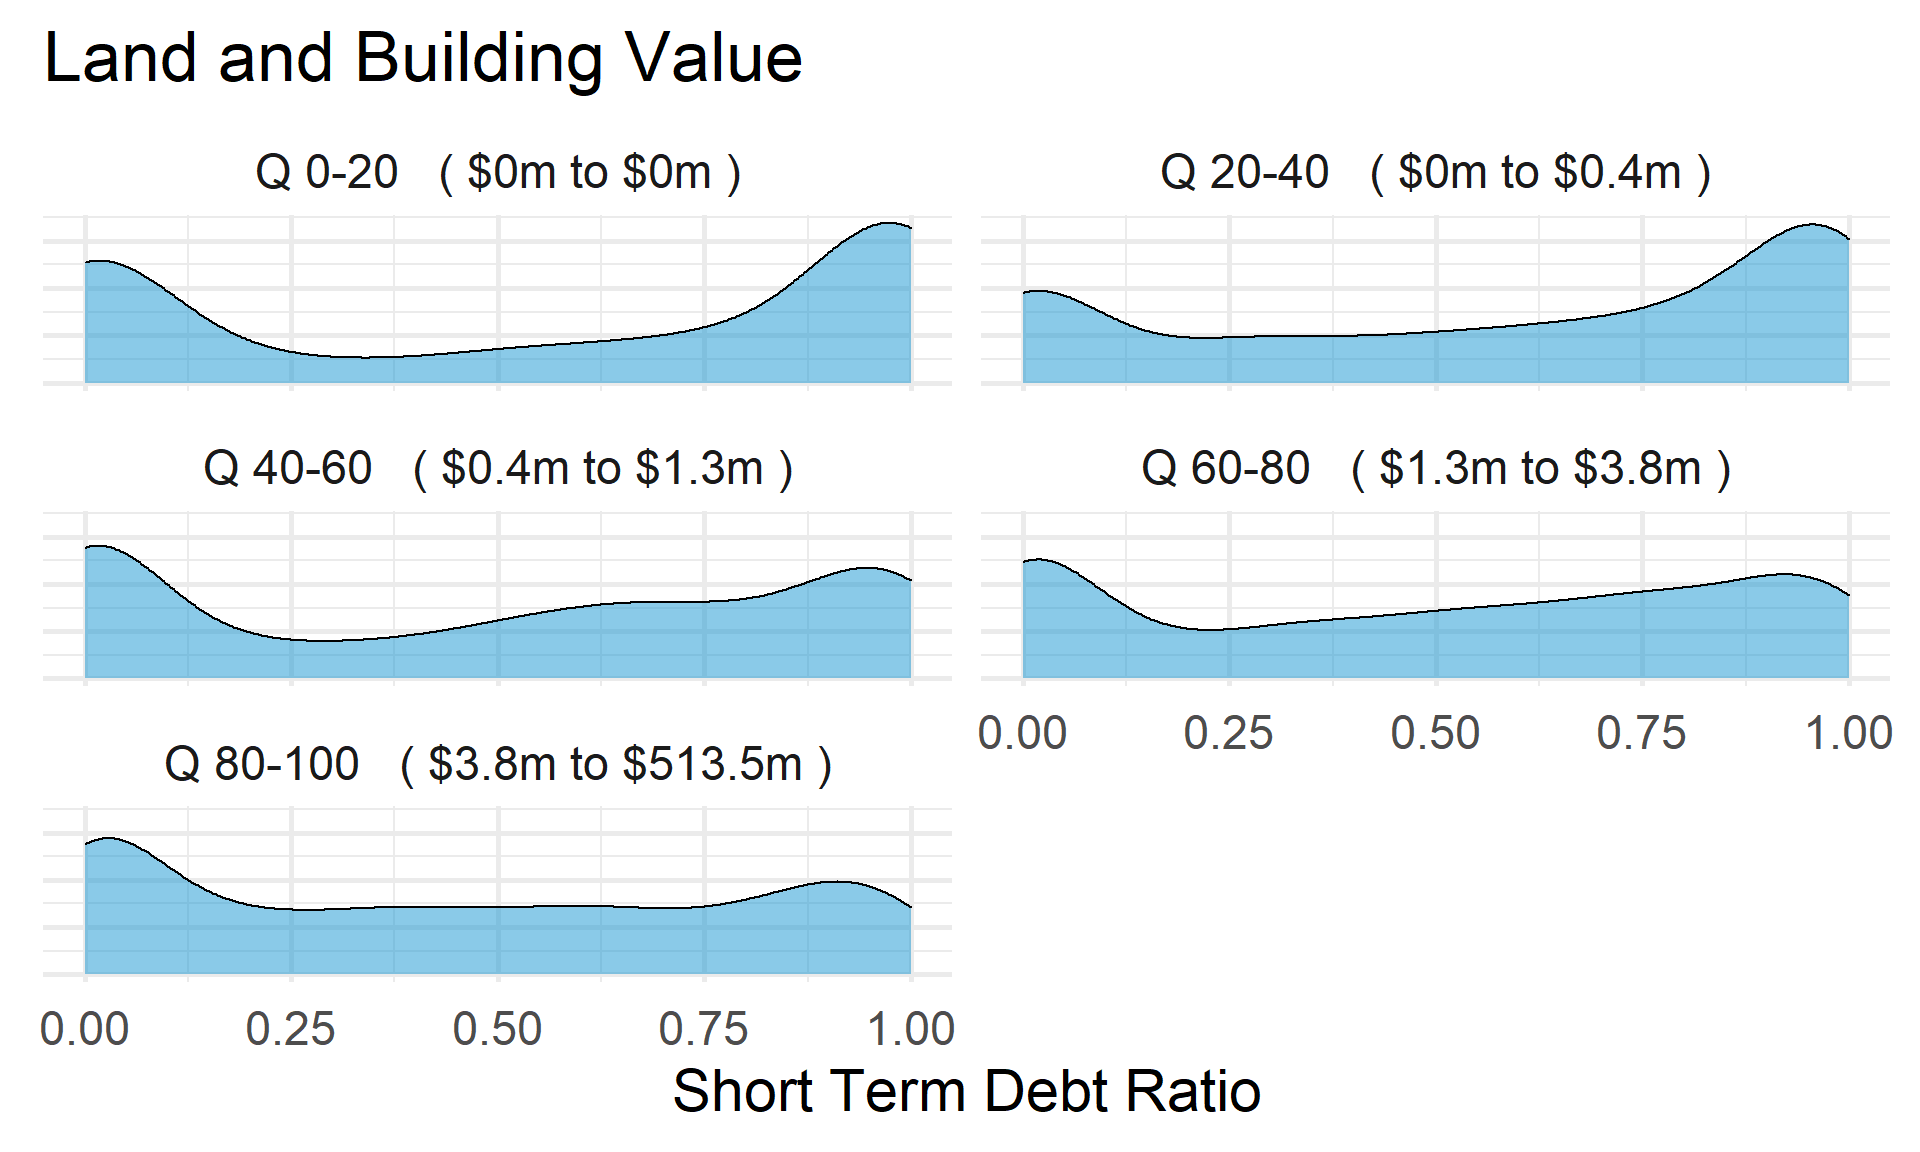 Land and Building Value
Q 0-20 ( $0m to $0m )
Q 20-40 ( $0m to $0.4m )
Q 40-60 ( $0.4m to $1.3m )
Q 60-80 ( $1.3m to $3.8m )
0.00 0.25 0.50 0.75 1.00
Q 80-100 ( $3.8m to $513.5m )
0.00 0.25 0.50 0.75 1.00
Short Term Debt Ratio